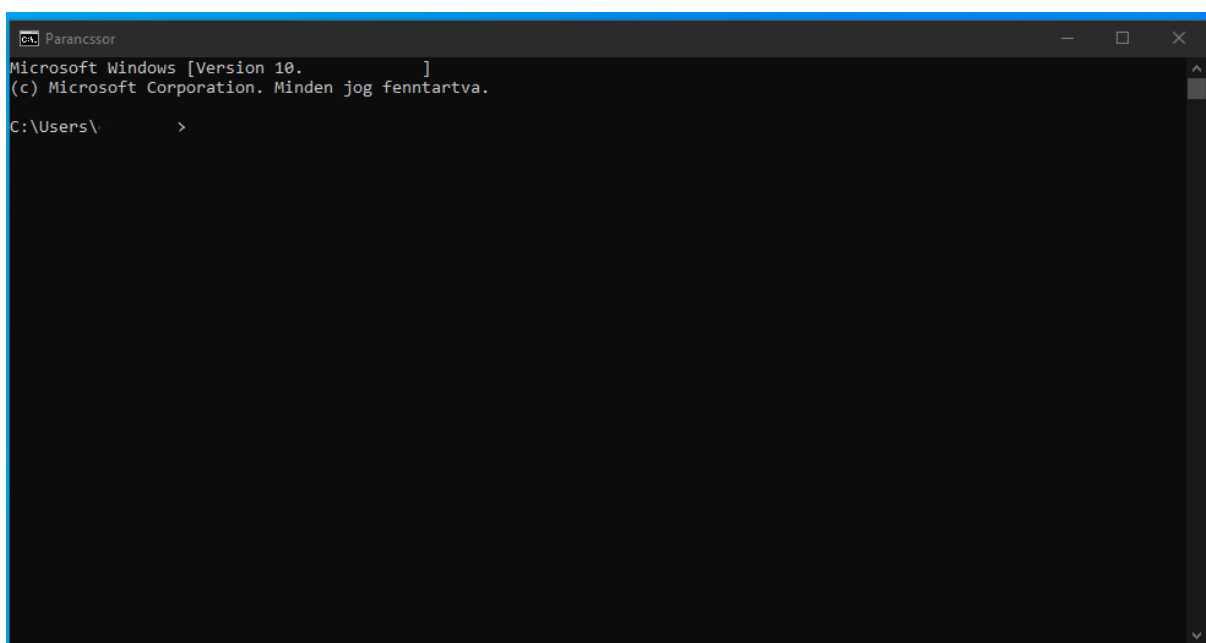 Parancssor
Microsoft Windows [Version 10. ]
(c) Microsoft Corporation. Minden jog fenntartva.
C:\Users\ >